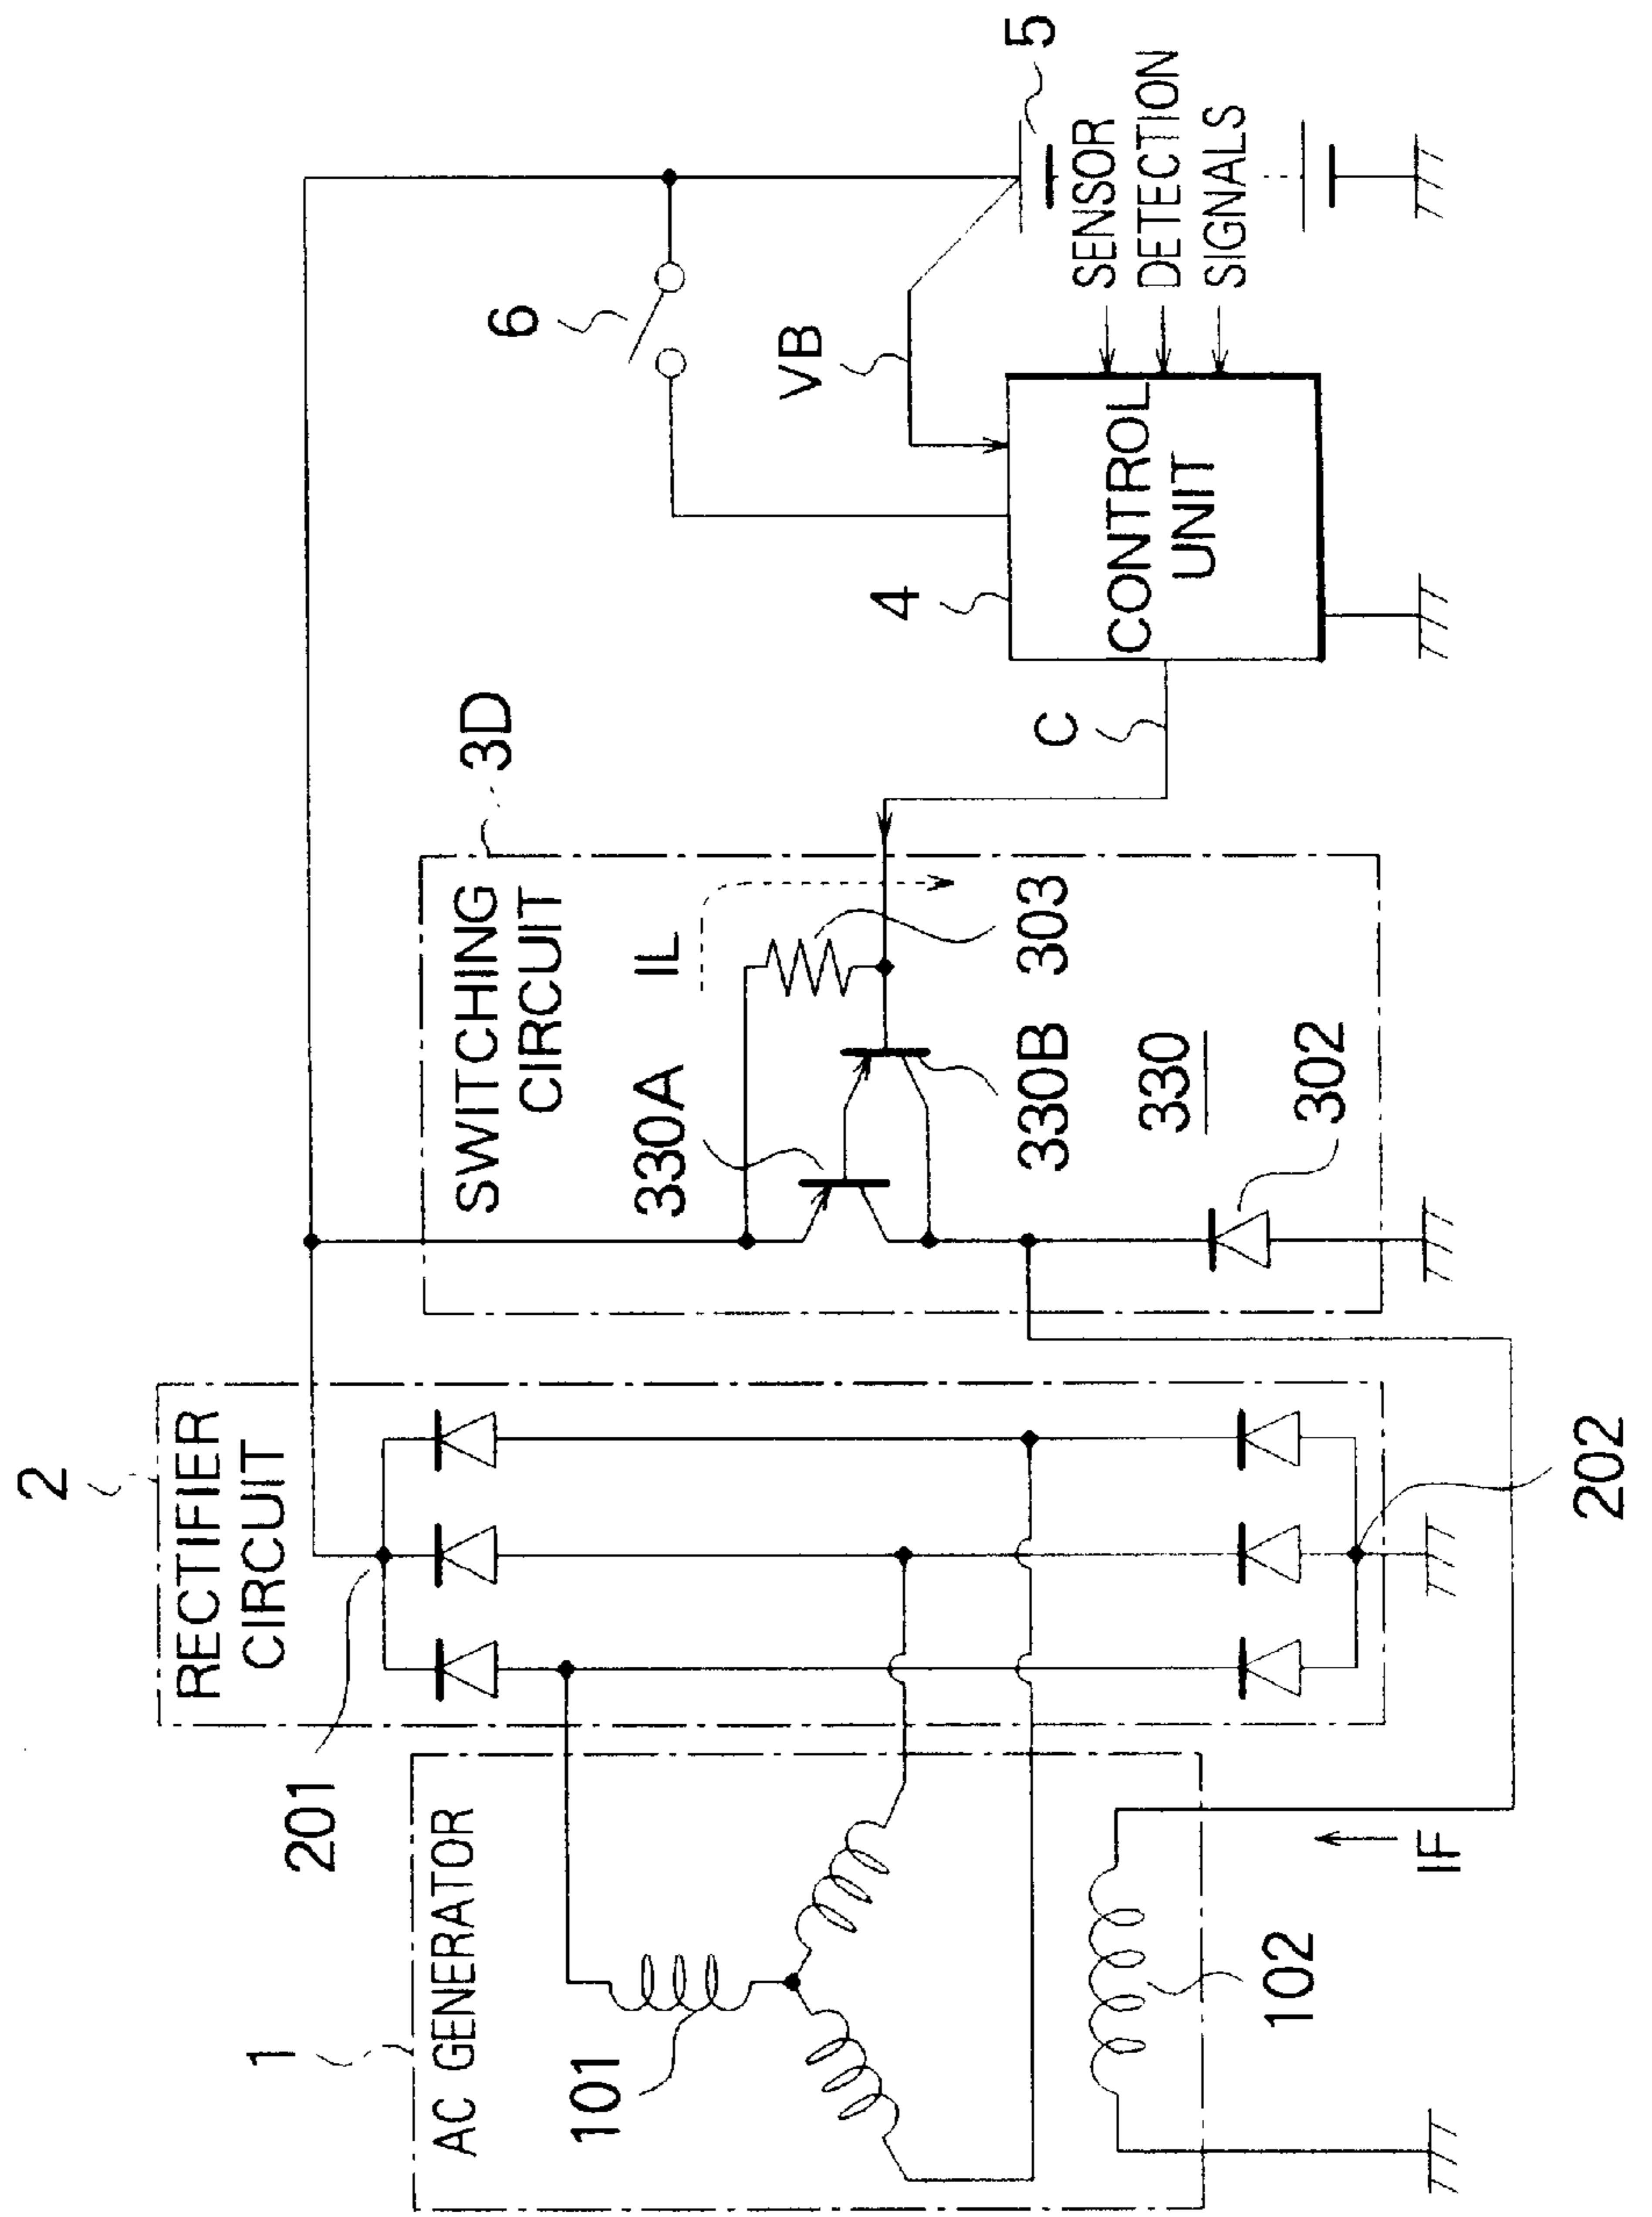 2
RECTIFIER
CIRCUIT
201
1
AC GENERATOR
101
102
IF
202
SWITCHING
CIRCUIT
3D
330A
IL
303
330B
330
302
C
4
CONTROL
UNIT
6
VB
5
SENSOR
DETECTION
SIGNALS